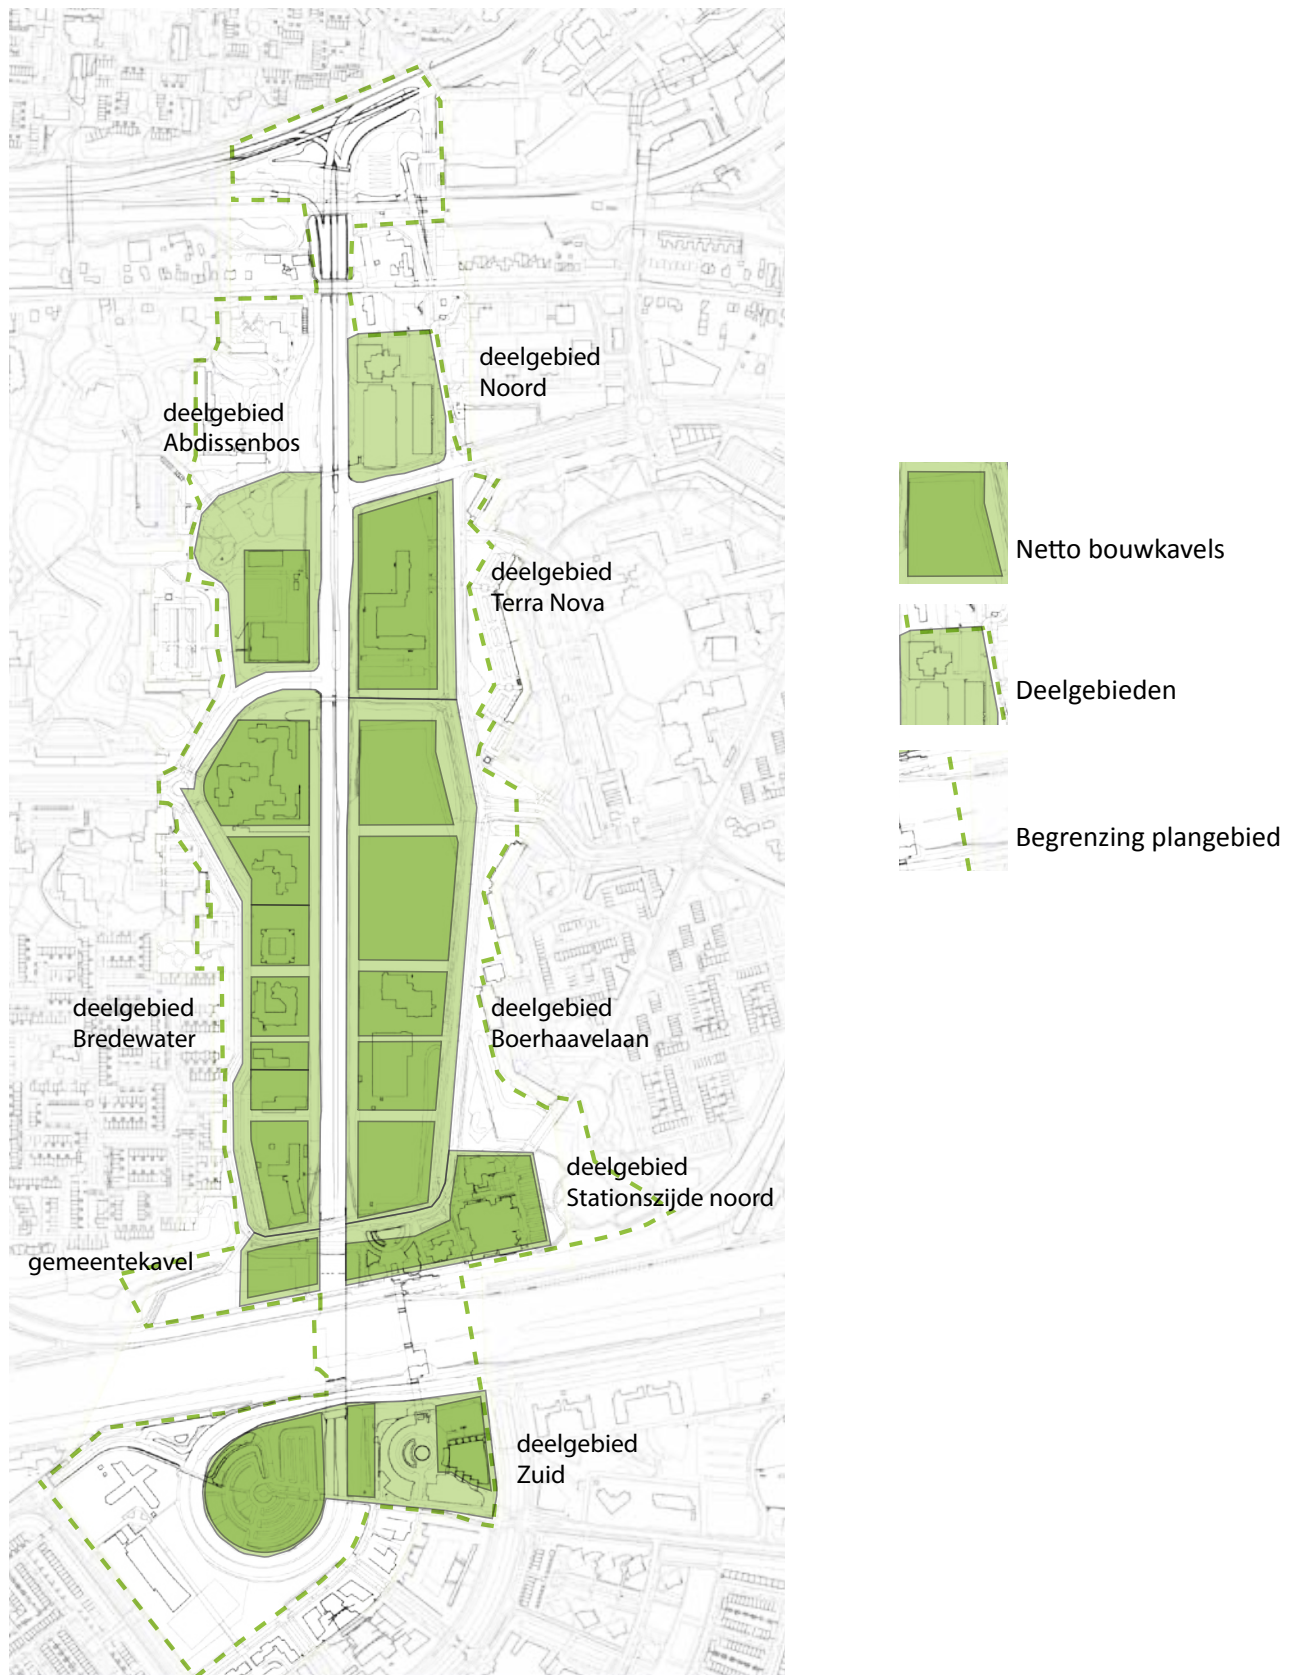 deelgebied
Noord
deelgebied
Abdissenbos
deelgebied
Terra Nova
deelgebied
Bredewater
deelgebied
Boerhaavelaan
deelgebied
Stationszijde noord
gemeentekavel
deelgebied
Zuid
Netto bouwkavels
Deelgebieden
Begrenzing plangebied